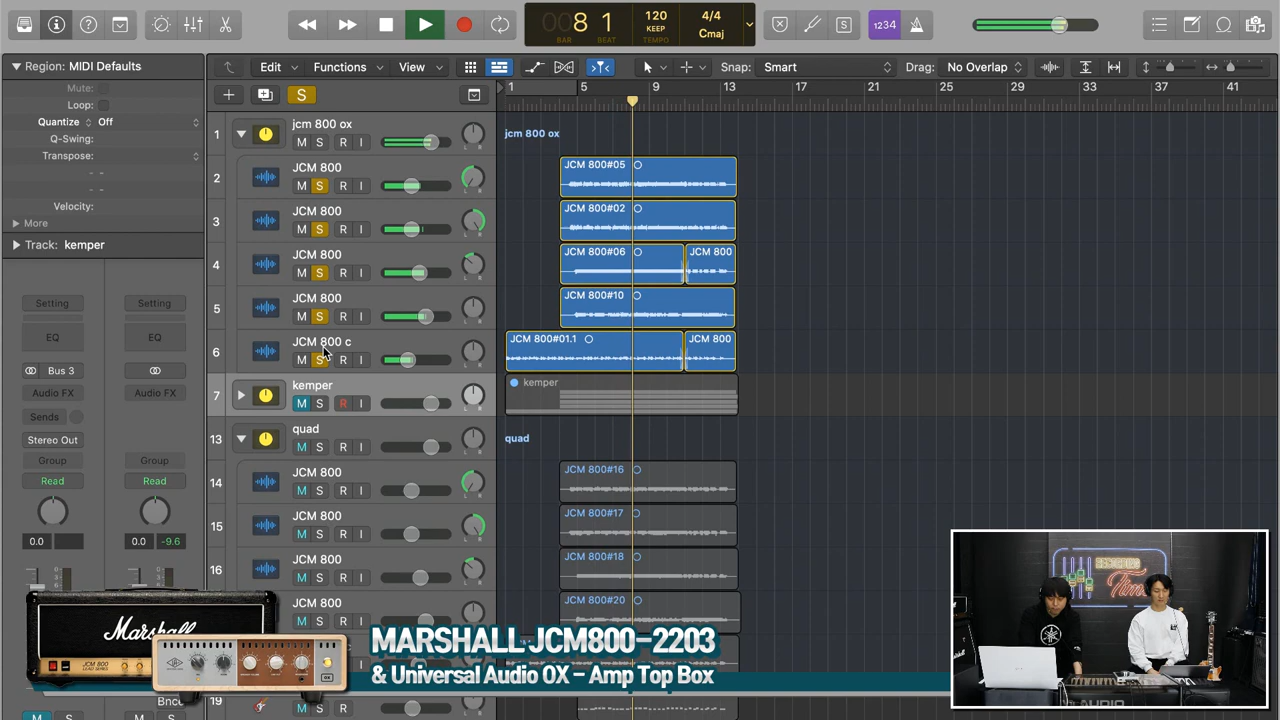 8 1
BAR BEAT
120
KEEP
TEMPO
4/4
Cmaj
1234
Region: MIDI Defaults
Mute:
Loop:
Quantize Off
Q-Swing:
Transpose:
Velocity:
More
Track: kemper
Setting Setting
EQ EQ
Bus 3
Audio FX Audio FX
Sends
Stereo Out
Group Group
Read Read
0.0 0.0 -9.6
Edit Functions View
Snap: Smart
Drag: No Overlap
S
1 5 9 13 17 21 25 29 33 37 41
1 jcm 800 ox
M S R I
jcm 800 ox
2 JCM 800
M S R I
JCM 800#05
3 JCM 800
M S R I
JCM 800#02
4 JCM 800
M S R I
JCM 800#06 JCM 800
5 JCM 800
M S R I
JCM 800#10
6 JCM 800 c
M S R I
JCM 800#01.1 JCM 800
7 kemper
M S R I
kemper
13 quad
M S R I
quad
14 JCM 800
M S R I
JCM 800#16
15 JCM 800
M S R I
JCM 800#17
16 JCM 800
M S R I
JCM 800#18
JCM 800
JCM 800#20
19
R I
Bnce
M S
Marshall
JCM 800
OX
MARSHALL JCM800-2203
& Universal Audio OX - Amp Top Box